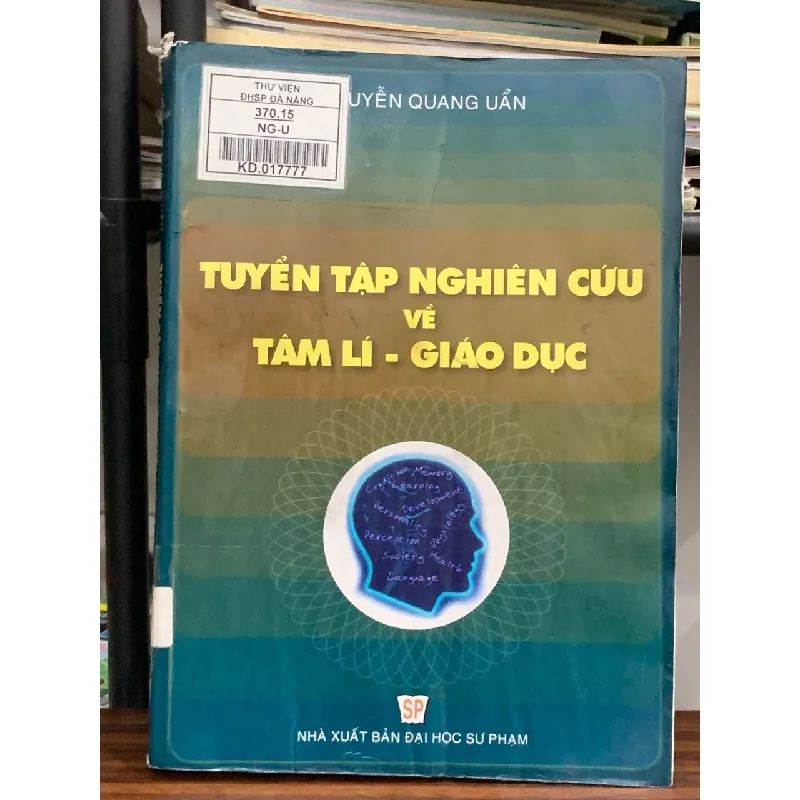 THƯ VIỆN
ĐHSP ĐÀ NẴNG
370.15
NG-U
KD.017777
UYỄN QUANG UẨN
TUYỂN TẬP NGHIÊN CỨU
VỀ
TÂM LÍ - GIÁO DỤC
Cognitive Memory
Learning
Development
Personality
Physiology
Perception
Society Health
Language
SP
NHÀ XUẤT BẢN ĐẠI HỌC SƯ PHẠM